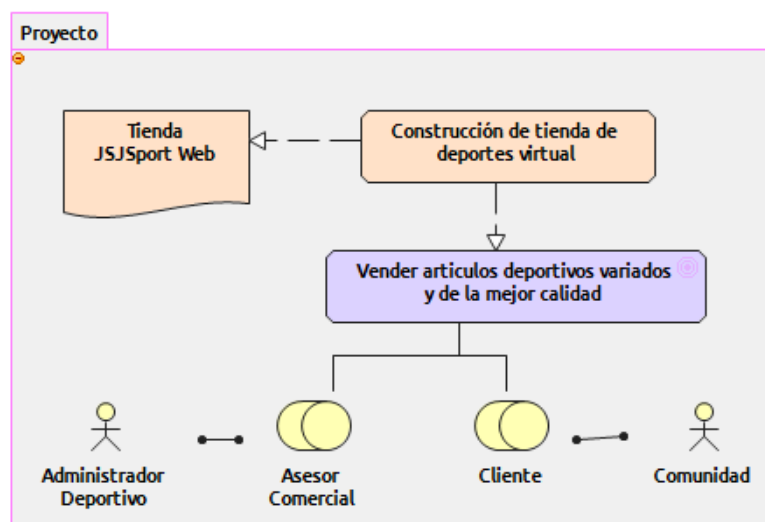 Proyecto
Tienda
JSJSport Web
Construcción de tienda de
deportes virtual
Vender articulos deportivos variados
y de la mejor calidad
Administrador
Deportivo
Asesor
Comercial
Cliente
Comunidad